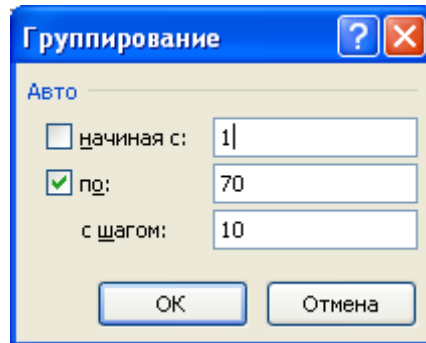 Группирование
Авто
начиная с: 1
по: 70
с шагом: 10
ОК Отмена